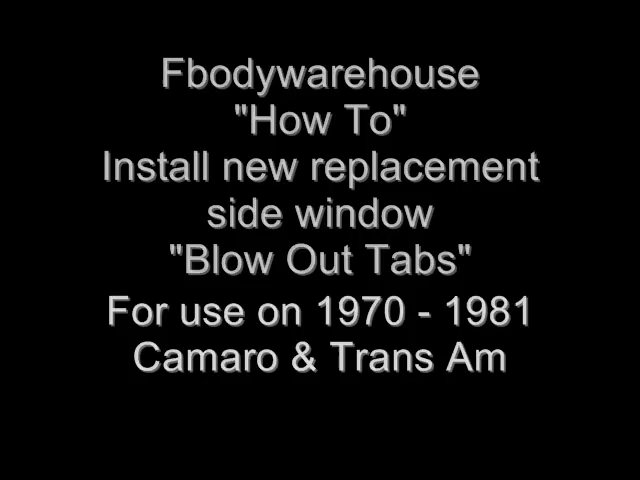 Fbodywarehouse
"How To"
Install new replacement
side window
"Blow Out Tabs"
For use on 1970 - 1981
Camaro & Trans Am